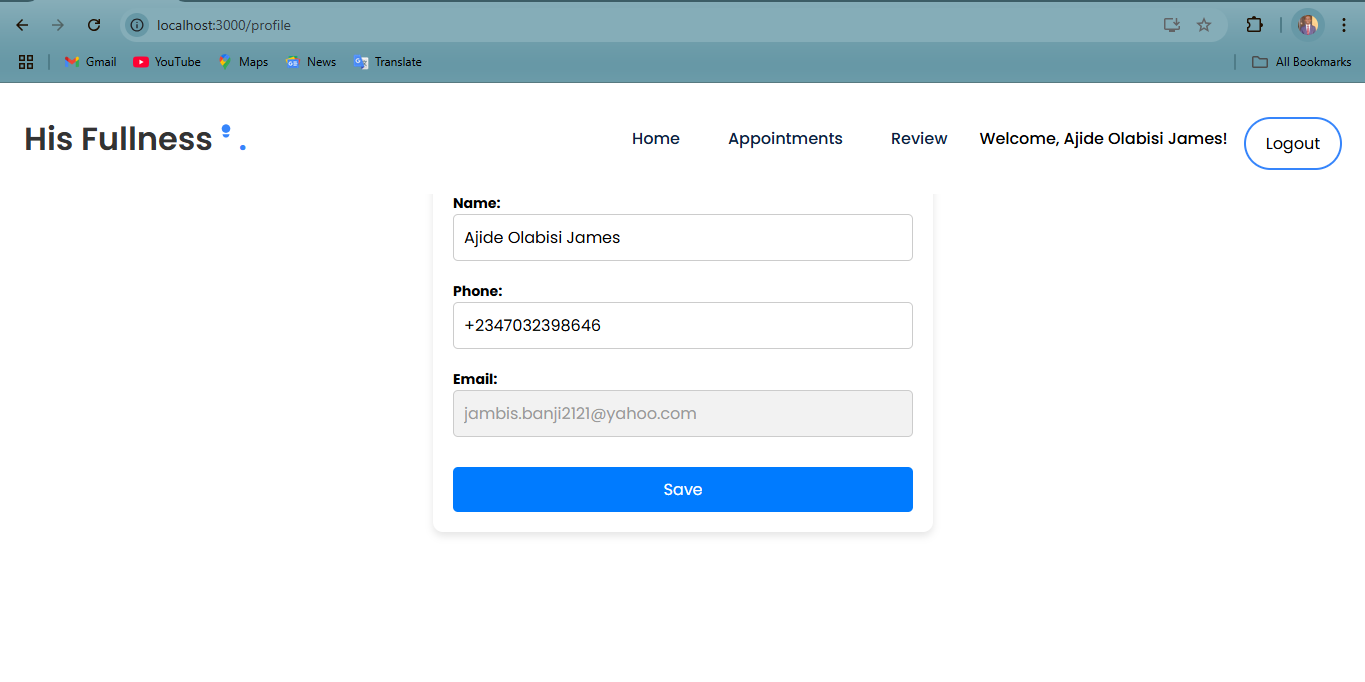 localhost:3000/profile
Gmail YouTube Maps News Translate All Bookmarks
His Fullness . Home Appointments Review Welcome, Ajide Olabisi James! Logout
Name:
Ajide Olabisi James
Phone:
+2347032398646
Email:
jambis.banji2121@yahoo.com
Save